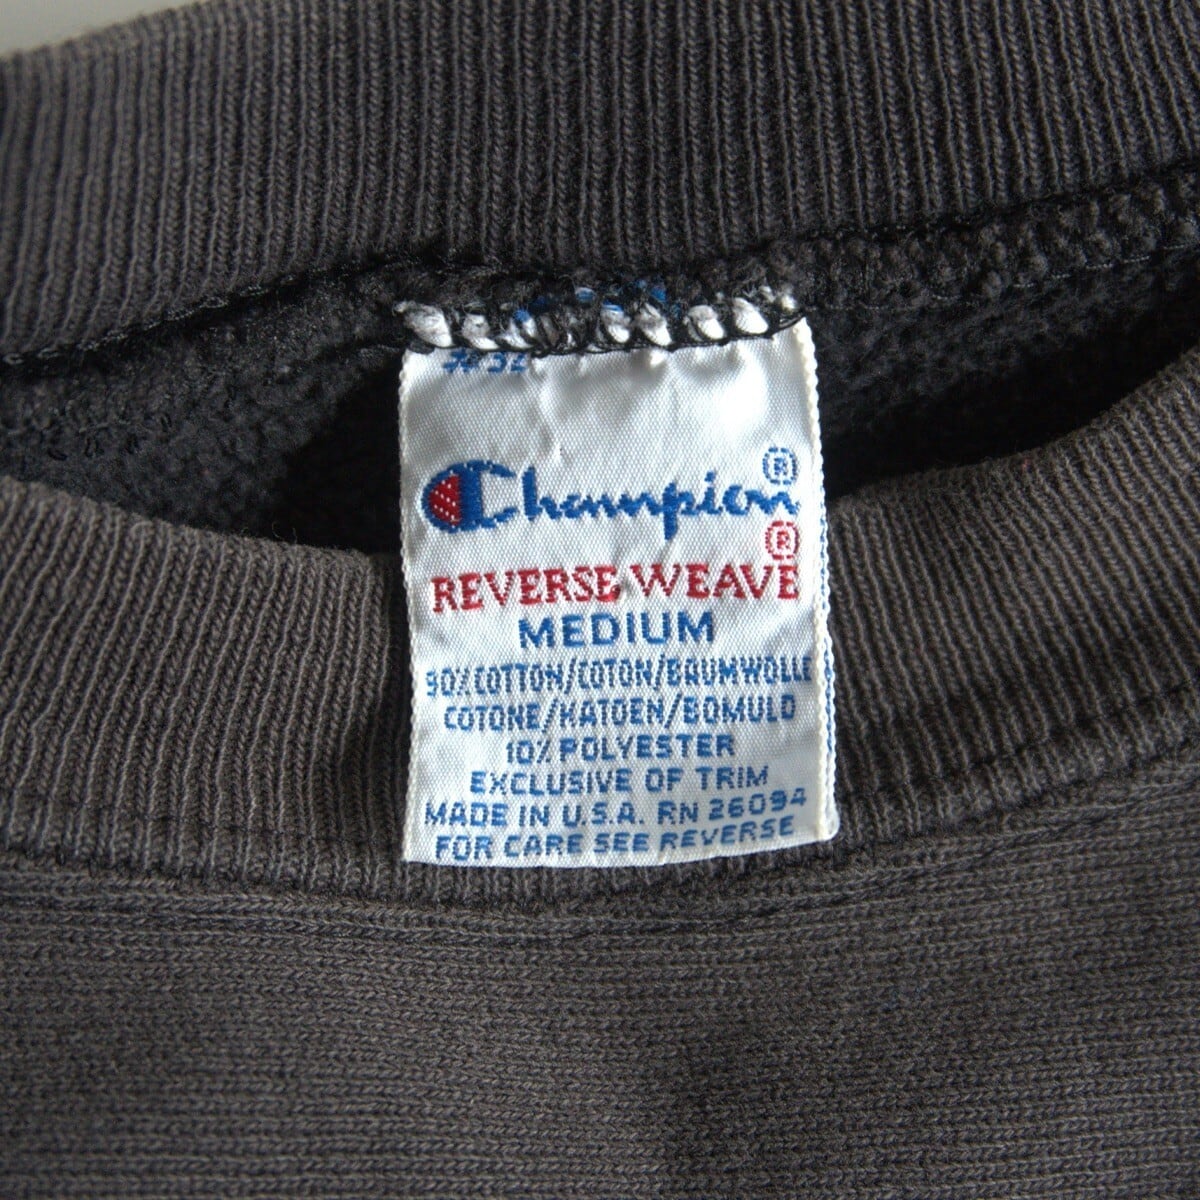 Champion®
REVERSE WEAVE®
MEDIUM
90% COTTON/COTON/BAUMWOLLE
COTONE/KATOEN/BOMULD
10% POLYESTER
EXCLUSIVE OF TRIM
MADE IN U.S.A. RN 26094
FOR CARE SEE REVERSE